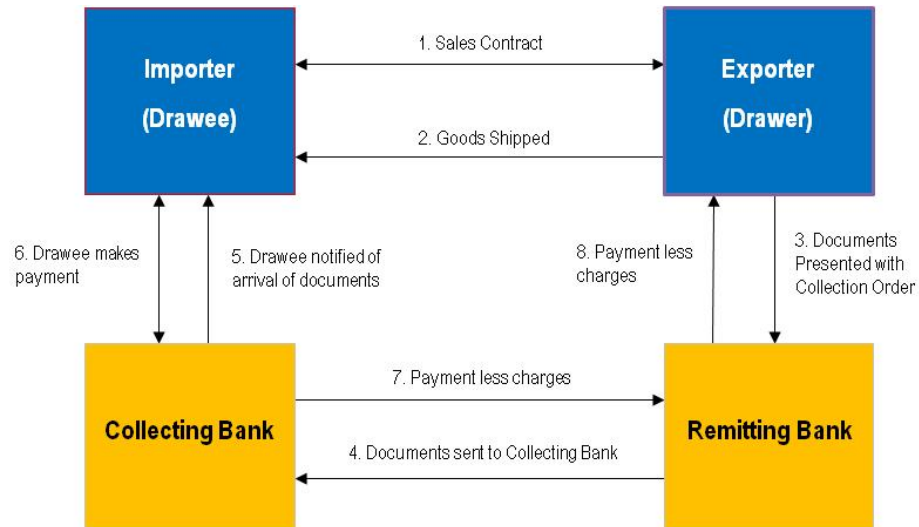 Importer
(Drawee)
1. Sales Contract
Exporter
(Drawer)
2. Goods Shipped
6. Drawee makes
payment
5. Drawee notified of
arrival of documents
8. Payment less
charges
3. Documents
Presented with
Collection Order
7. Payment less charges
Collecting Bank
Remitting Bank
4. Documents sent to Collecting Bank